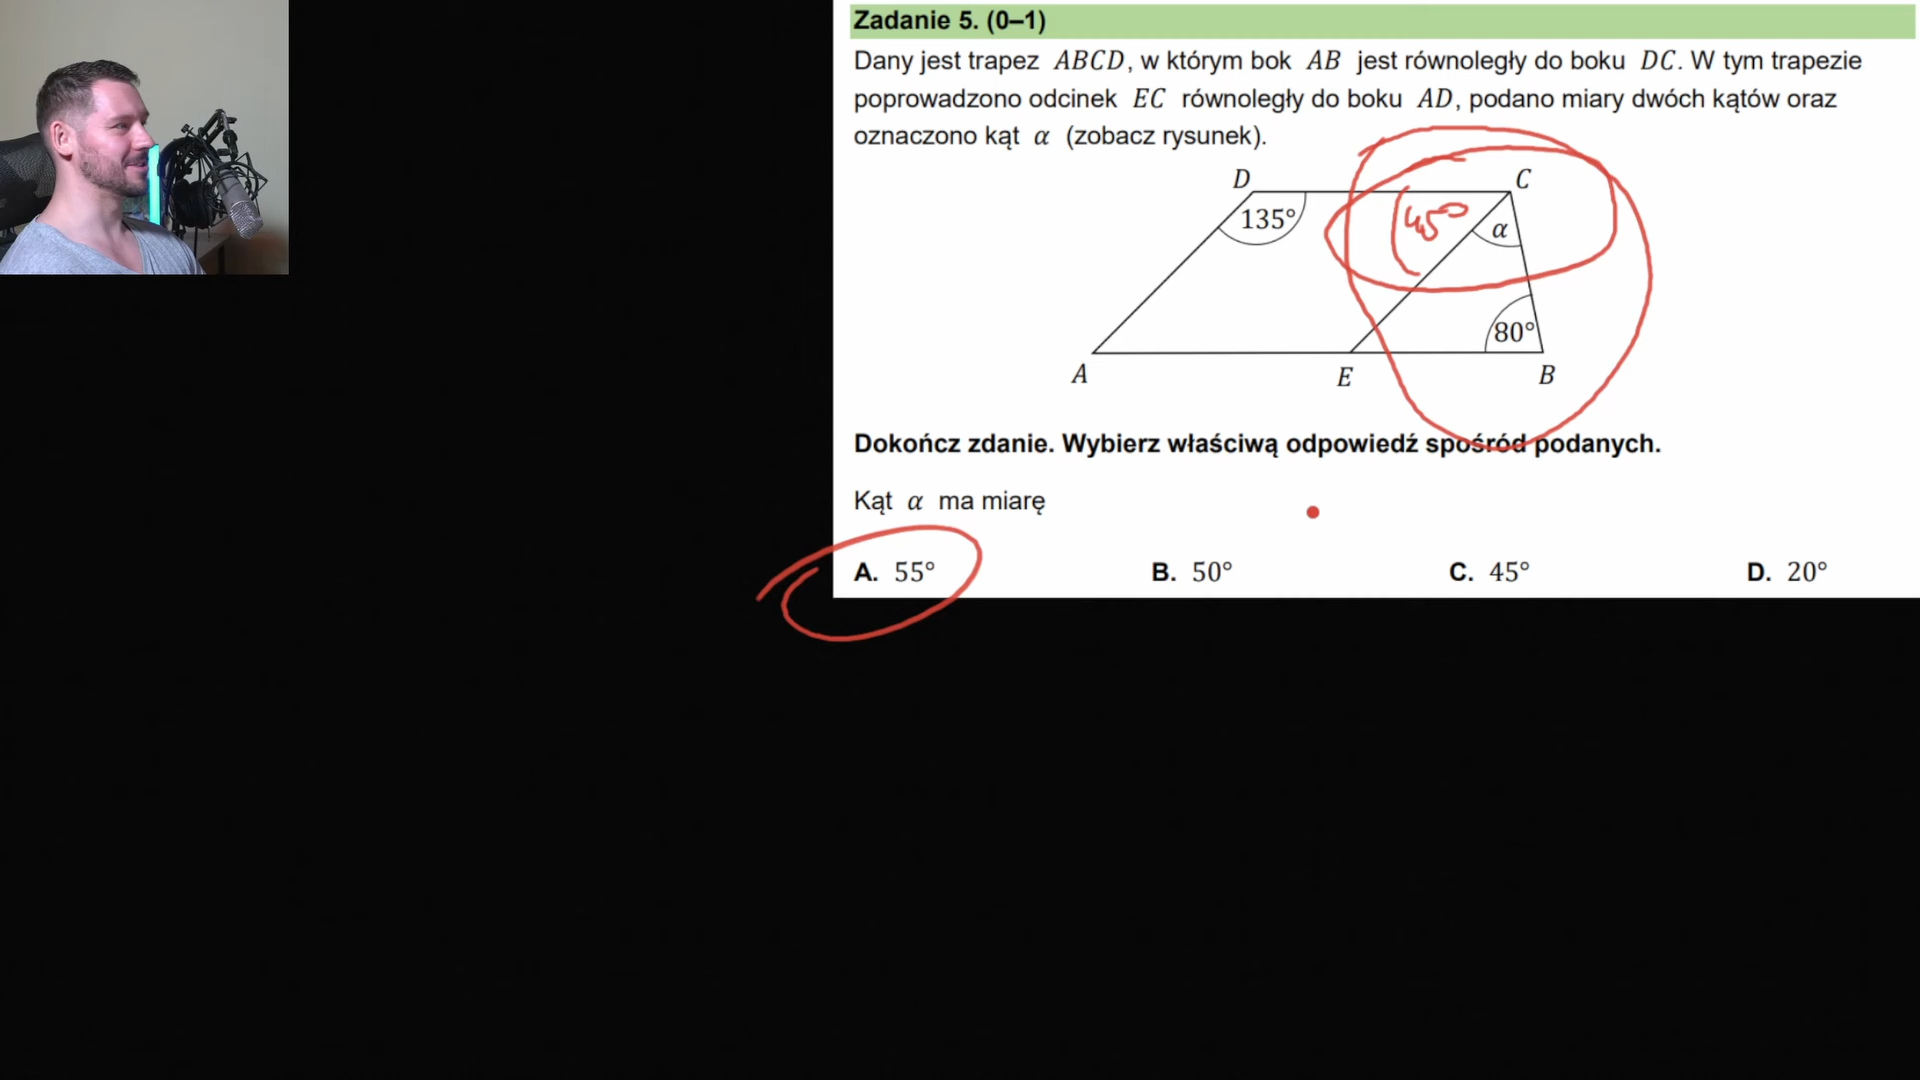 Zadanie 5. (0–1)
Dany jest trapez ABCD, w którym bok AB jest równoległy do boku DC. W tym trapezie
poprowadzono odcinek EC równoległy do boku AD, podano miary dwóch kątów oraz
oznaczono kąt α (zobacz rysunek).
D C
135° 45° α
80°
A E B
Dokończ zdanie. Wybierz właściwą odpowiedź spośród podanych.
Kąt α ma miarę
A. 55° B. 50° C. 45° D. 20°